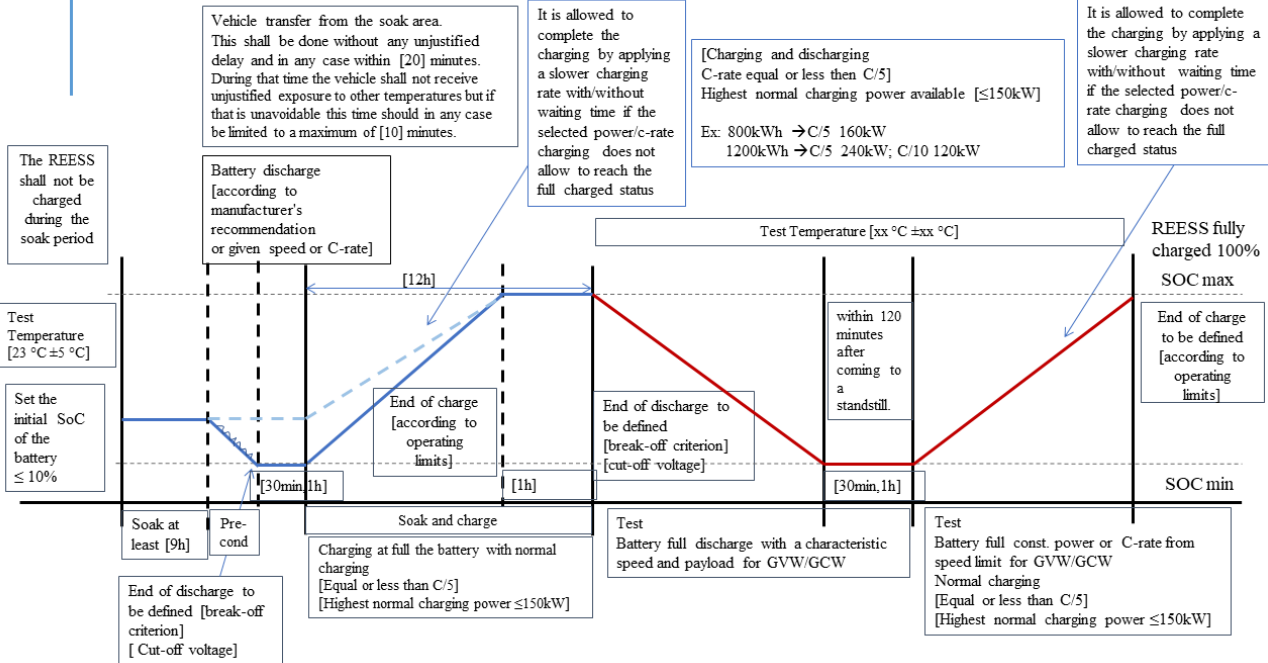 Vehicle transfer from the soak area.
This shall be done without any unjustified
delay and in any case within [20] minutes.
During that time the vehicle shall not receive
unjustified exposure to other temperatures but if
that is unavoidable this time should in any case
be limited to a maximum of [10] minutes.
It is allowed to
complete the
charging by applying
a slower charging
rate with/without
waiting time if the
selected power/c-rate
charging does not
allow to reach the
full charged status
[Charging and discharging
C-rate equal or less then C/5]
Highest normal charging power available [≤150kW]
Ex: 800kWh →C/5 160kW
1200kWh →C/5 240kW; C/10 120kW
It is allowed to complete
the charging by applying a
slower charging rate
with/without waiting time
if the selected power/c-
rate charging does not
allow to reach the full
charged status
The REESS
shall not be
charged
during the
soak period
Battery discharge
[according to
manufacturer's
recommendation
or given speed or C-rate]
Test Temperature [xx °C ±xx °C]
REESS fully
charged 100%
SOC max
[12h]
Test
Temperature
[23 °C ±5 °C]
within 120
minutes
after
coming to
a
standstill.
End of charge
to be defined
[according to
operating
limits]
Set the
initial SoC
of the
battery
≤ 10%
End of charge
[according to
operating
limits]
End of discharge to
be defined
[break-off criterion]
[cut-off voltage]
[30min,1h]
[1h]
[30min,1h]
SOC min
Soak at
least [9h]
Pre-
cond
Soak and charge
Charging at full the battery with normal
charging
[Equal or less than C/5]
[Highest normal charging power ≤150kW]
Test
Battery full discharge with a characteristic
speed and payload for GVW/GCW
Test
Battery full const. power or C-rate from
speed limit for GVW/GCW
Normal charging
[Equal or less than C/5]
[Highest normal charging power ≤150kW]
End of discharge to
be defined [break-off
criterion]
[ Cut-off voltage]